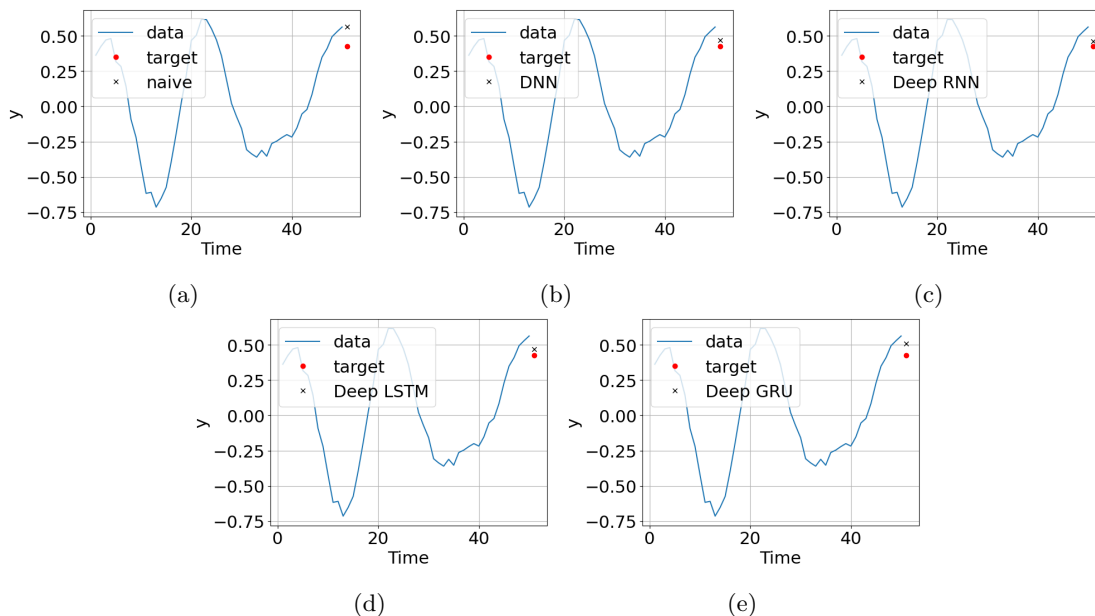 0.50
0.25
0.00
−0.25
−0.50
−0.75
y
data
target
naive
0
20
40
Time
(a)
0.50
0.25
0.00
−0.25
−0.50
−0.75
y
data
target
DNN
0
20
40
Time
(b)
0.50
0.25
0.00
−0.25
−0.50
−0.75
y
data
target
Deep RNN
0
20
40
Time
(c)
0.50
0.25
0.00
−0.25
−0.50
−0.75
y
data
target
Deep LSTM
0
20
40
Time
(d)
0.50
0.25
0.00
−0.25
−0.50
−0.75
y
data
target
Deep GRU
0
20
40
Time
(e)